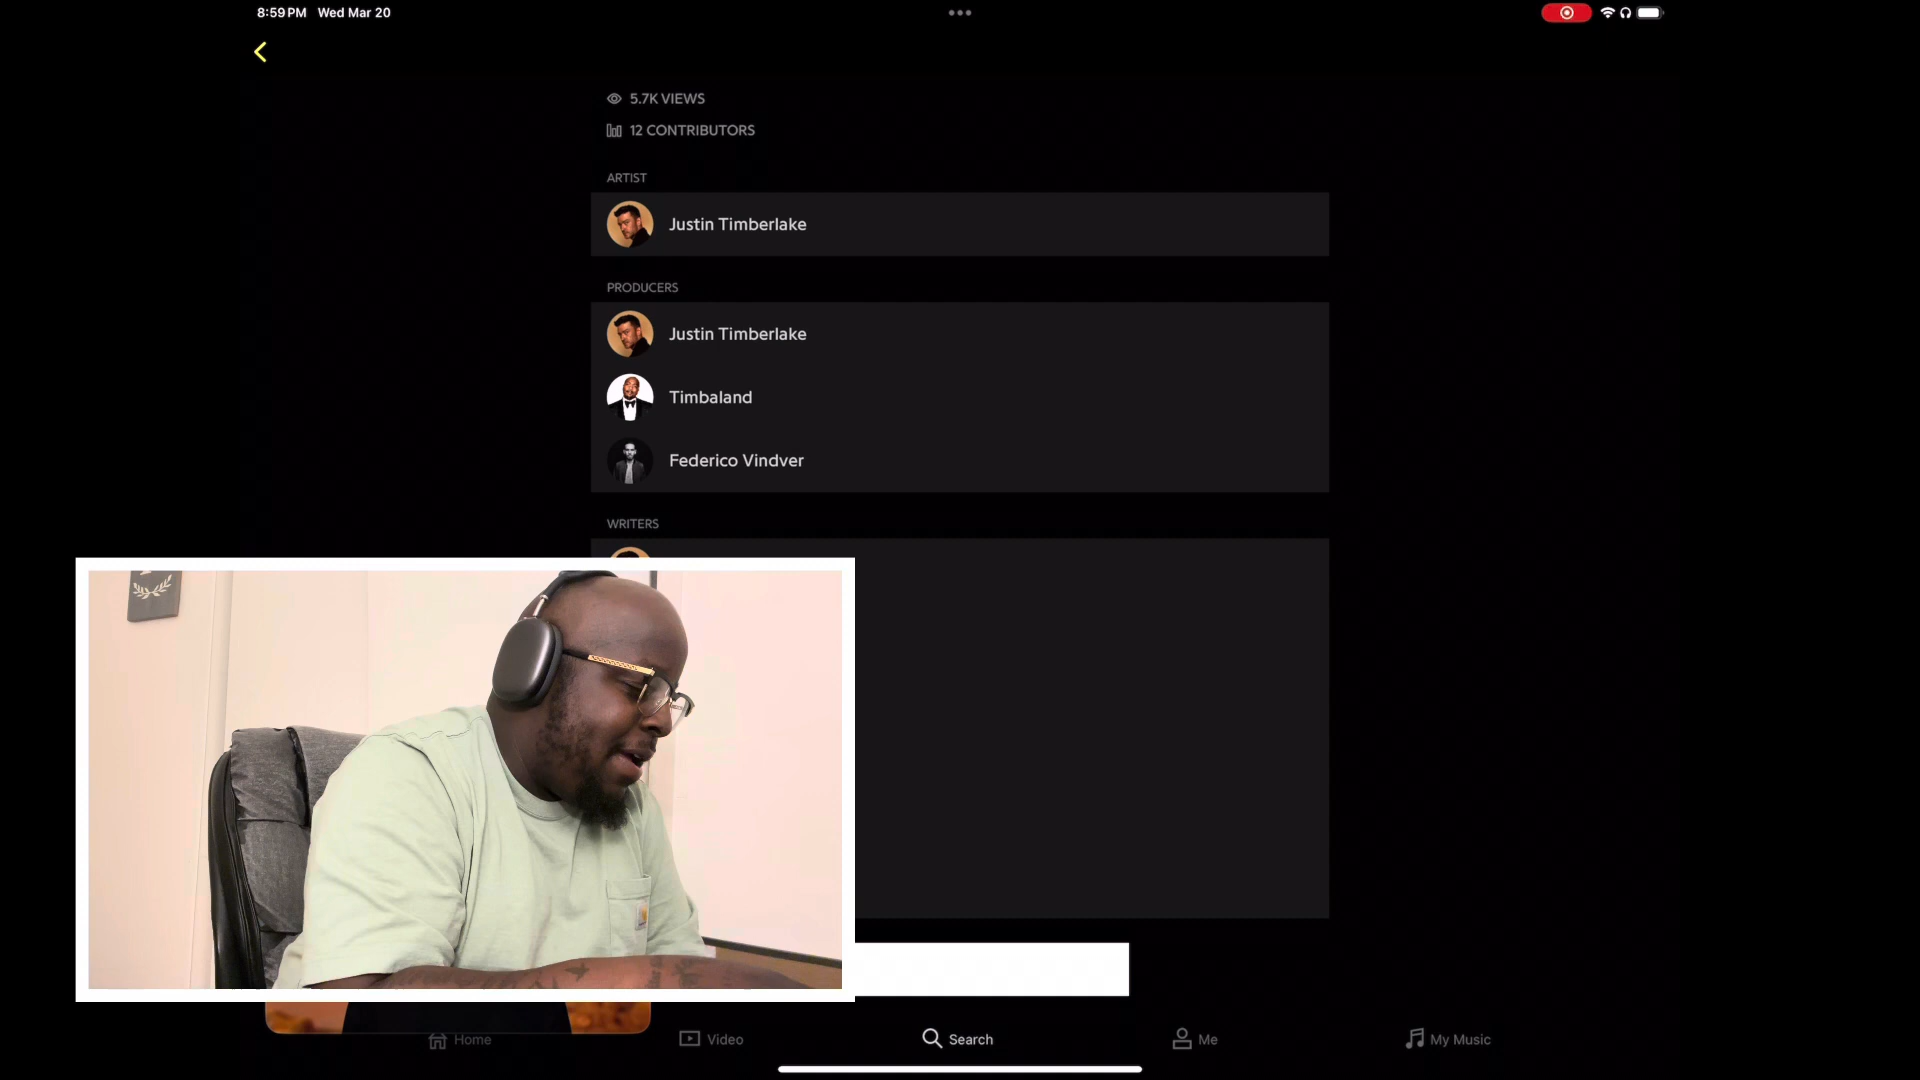 8:59 PM Wed Mar 20
5.7K VIEWS
12 CONTRIBUTORS
ARTIST
Justin Timberlake
PRODUCERS
Justin Timberlake
Timbaland
Federico Vindver
WRITERS
Home
Video
Search
Me
My Music